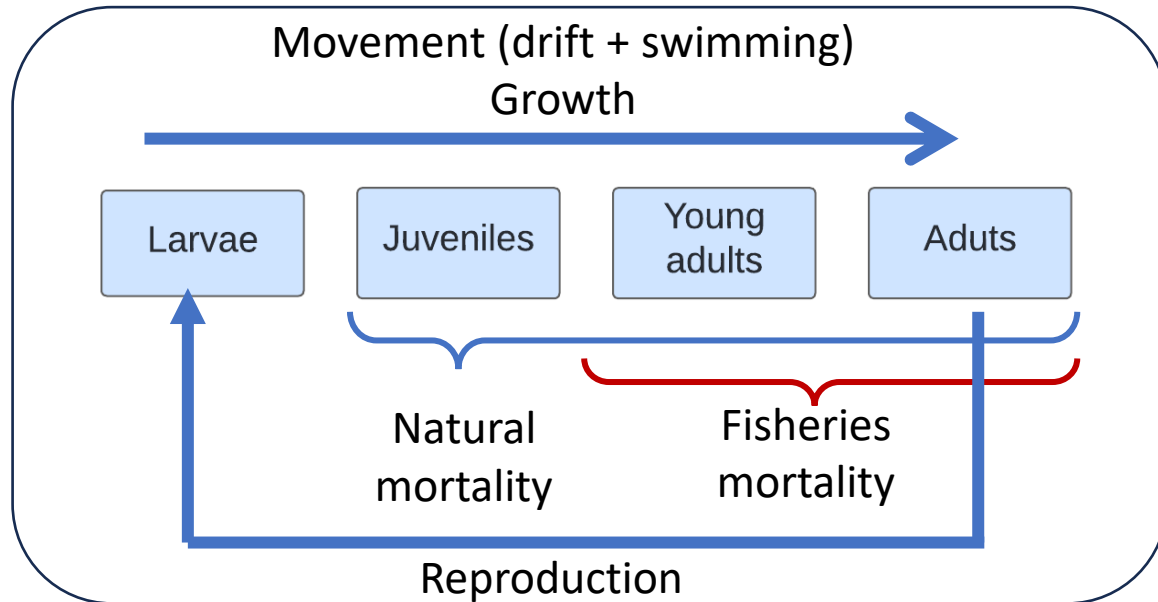 Movement (drift + swimming)
Growth
Larvae
Juveniles
Young
adults
Aduts
Natural
mortality
Fisheries
mortality
Reproduction